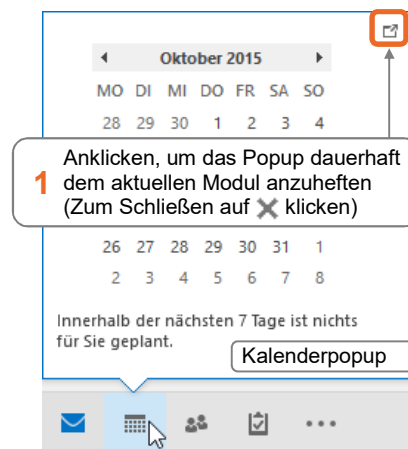 Oktober 2015
MO DI MI DO FR SA SO
28 29 30 1 2 3 4
1 Anklicken, um das Popup dauerhaft
dem aktuellen Modul anzuheften
(Zum Schließen auf klicken)
26 27 28 29 30 31 1
2 3 4 5 6 7 8
Innerhalb der nächsten 7 Tage ist nichts
für Sie geplant.
Kalenderpopup